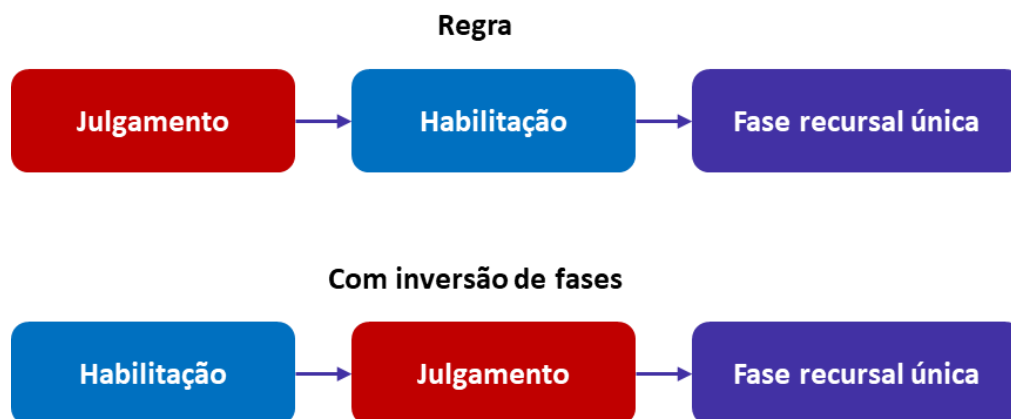 Regra
Julgamento
Habilitação
Fase recursal única
Com inversão de fases
Habilitação
Julgamento
Fase recursal única